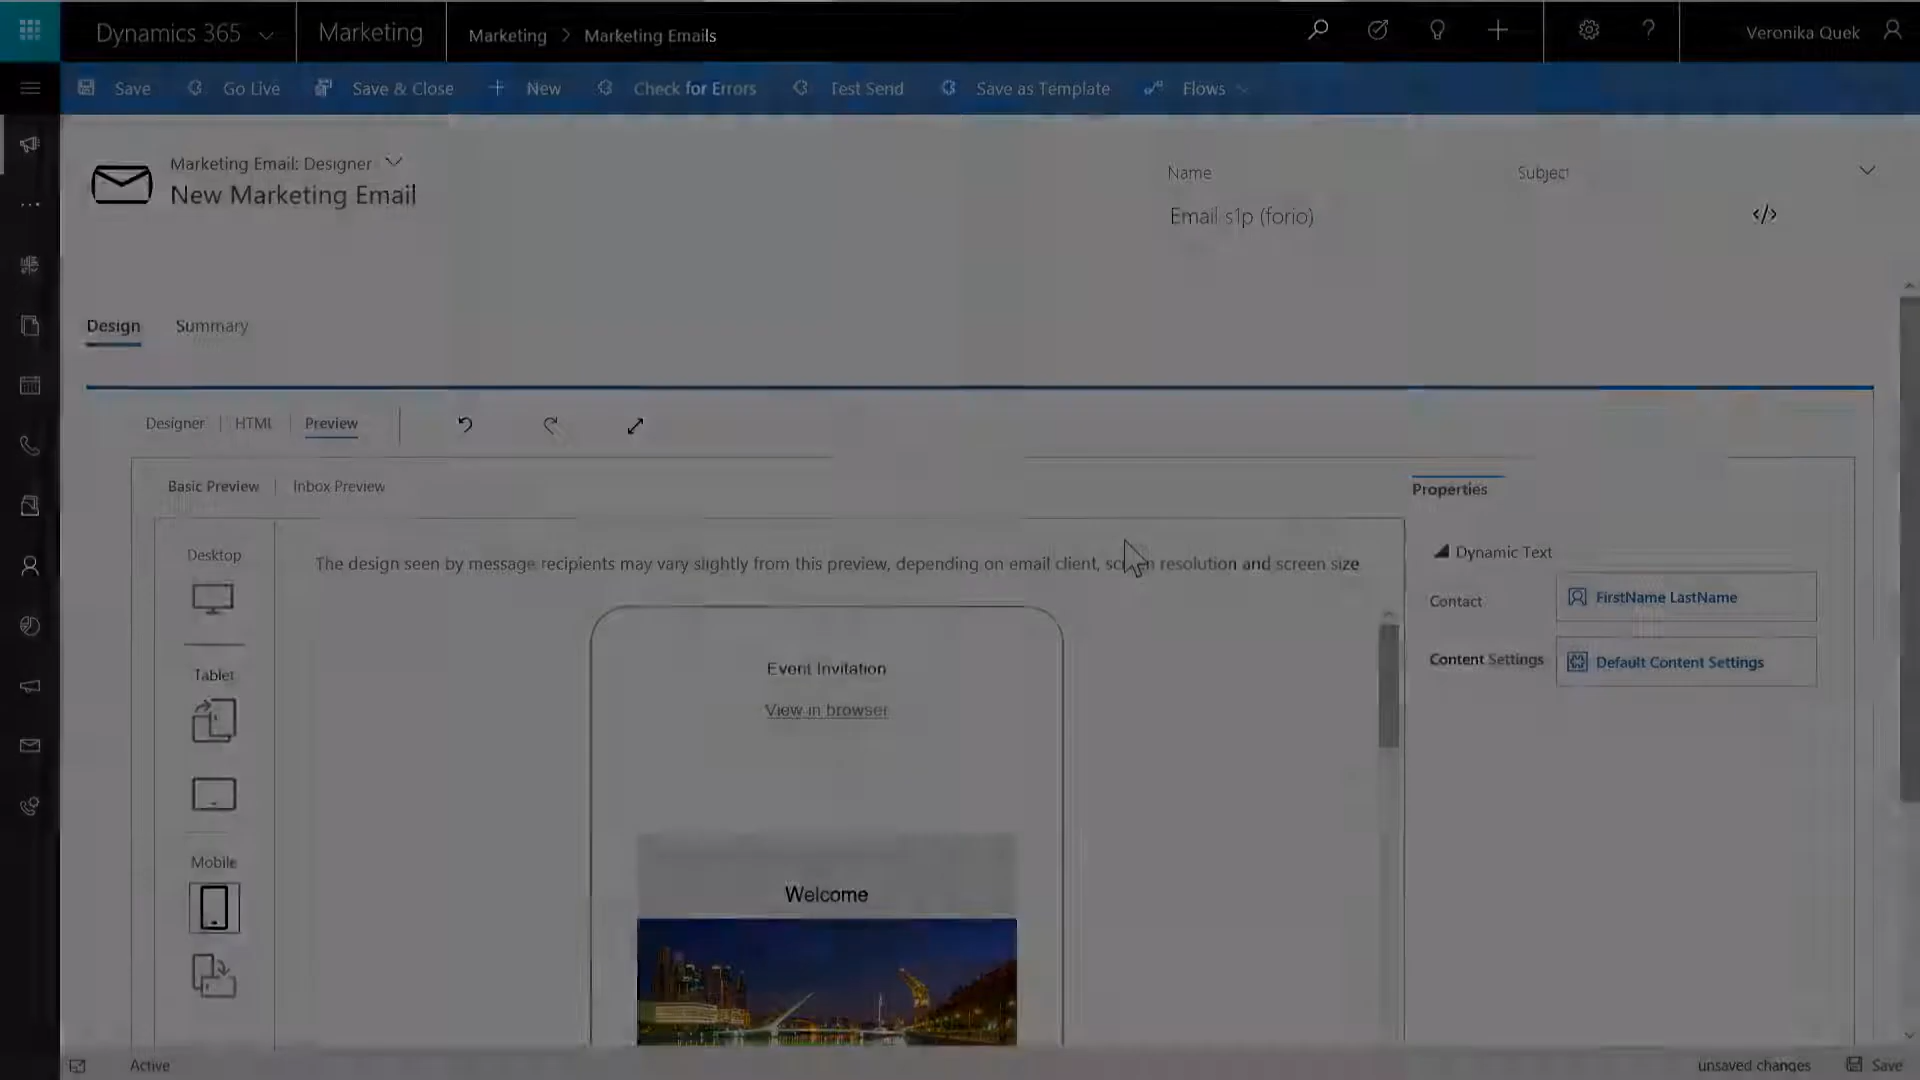 Dynamics 365
Marketing
Marketing > Marketing Emails
Veronika Quek
Save
Go Live
Save & Close
New
Check for Errors
Test Send
Save as Template
Flows
Marketing Email: Designer
New Marketing Email
Name
Subject
Email s1p (forio)
</>
Design
Summary
Designer
HTML
Preview
Basic Preview
Inbox Preview
Properties
Desktop
The design seen by message recipients may vary slightly from this preview, depending on email client, screen resolution and screen size
Dynamic Text
Contact
FirstName LastName
Content Settings
Default Content Settings
Tablet
Event Invitation
View in browser
Mobile
Welcome
Active
unsaved changes
Save